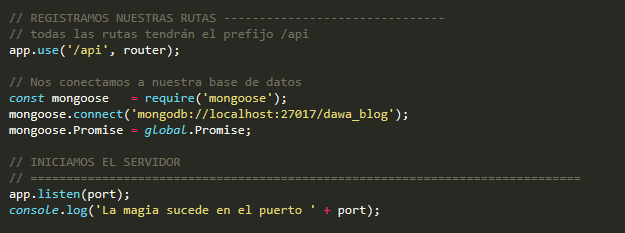 // REGISTRAMOS NUESTRAS RUTAS -------------------------------
// todas las rutas tendrán el prefijo /api
app.use('/api', router);
// Nos conectamos a nuestra base de datos
const mongoose   = require('mongoose');
mongoose.connect('mongodb://localhost:27017/dawa_blog');
mongoose.Promise = global.Promise;
// INICIAMOS EL SERVIDOR
// =============================================================================
app.listen(port);
console.log('La magia sucede en el puerto ' + port);